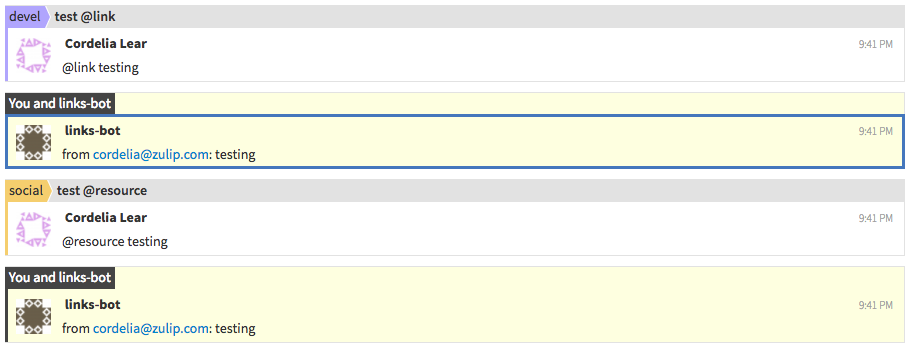 devel test @link
Cordelia Lear 9:41 PM
@link testing
You and links-bot
links-bot 9:41 PM
from cordelia@zulip.com: testing
social test @resource
Cordelia Lear 9:41 PM
@resource testing
You and links-bot
links-bot 9:41 PM
from cordelia@zulip.com: testing